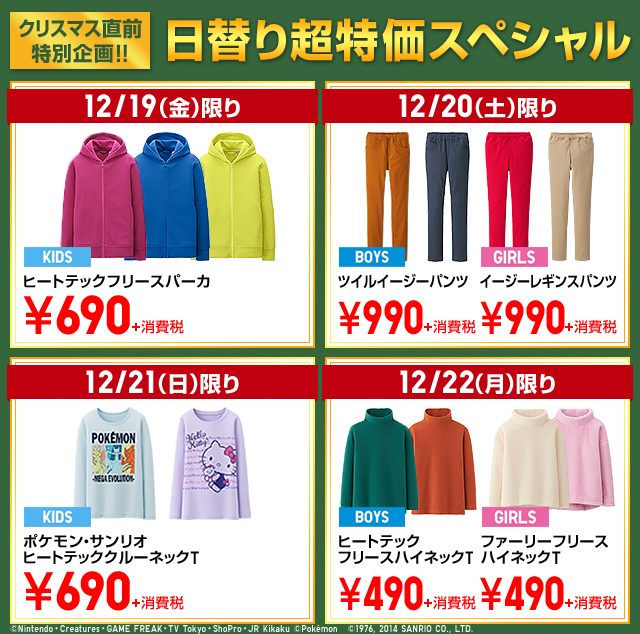 クリスマス直前
特別企画!!
日替り超特価スペシャル
12/19(金)限り
KIDS
ヒートテックフリースパーカ
¥690+消費税
12/20(土)限り
BOYS
ツイルイージーパンツ
¥990+消費税
GIRLS
イージーレギンスパンツ
¥990+消費税
12/21(日)限り
POKÉMON
-MEGA EVOLUTION-
Hello
Kitty
KIDS
ポケモン・サンリオ
ヒートテッククルーネックT
¥690+消費税
12/22(月)限り
BOYS
ヒートテック
フリースハイネックT
¥490+消費税
GIRLS
ファーリーフリース
ハイネックT
¥490+消費税
©Nintendo・Creatures・GAME FREAK・TV Tokyo・ShoPro・JR Kikaku ©Pokémon ©1976, 2014 SANRIO CO., LTD.